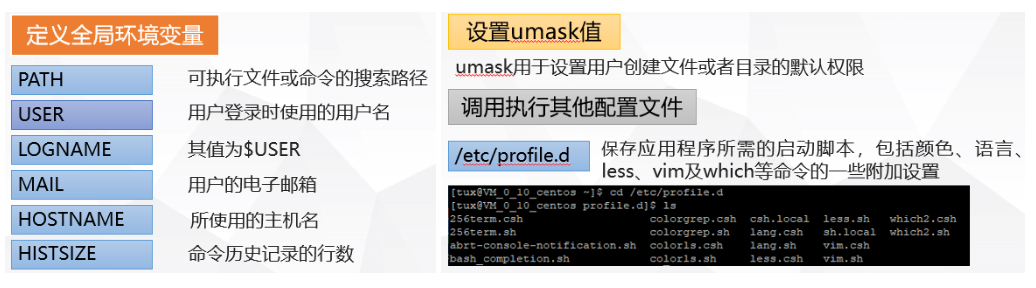 定义全局环境变量
PATH 可执行文件或命令的搜索路径
USER 用户登录时使用的用户名
LOGNAME 其值为$USER
MAIL 用户的电子邮箱
HOSTNAME 所使用的主机名
HISTSIZE 命令历史记录的行数
设置umask值
umask用于设置用户创建文件或者目录的默认权限
调用执行其他配置文件
/etc/profile.d 保存应用程序所需的启动脚本，包括颜色、语言、
less、vim及which等命令的一些附加设置
[tux@VM_0_10_centos ~]$ cd /etc/profile.d
[tux@VM_0_10_centos profile.d]$ ls
256term.csh colorgrep.csh csh.local less.sh which2.csh
256term.sh colorgrep.sh lang.csh sh.local which2.sh
abrt-console-notification.sh colorls.csh lang.sh vim.csh
bash_completion.sh colorls.sh less.csh vim.sh